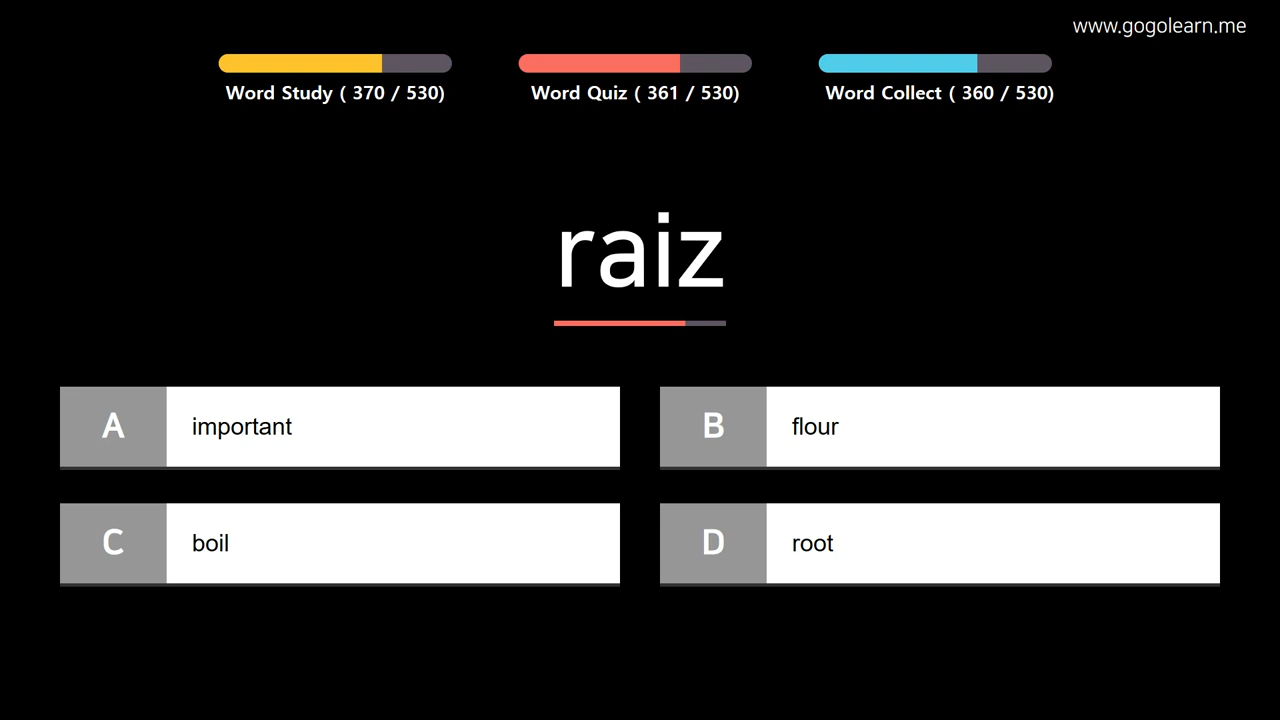 www.gogolearn.me
Word Study ( 370 / 530)
Word Quiz ( 361 / 530)
Word Collect ( 360 / 530)
raiz
A important
B flour
C boil
D root